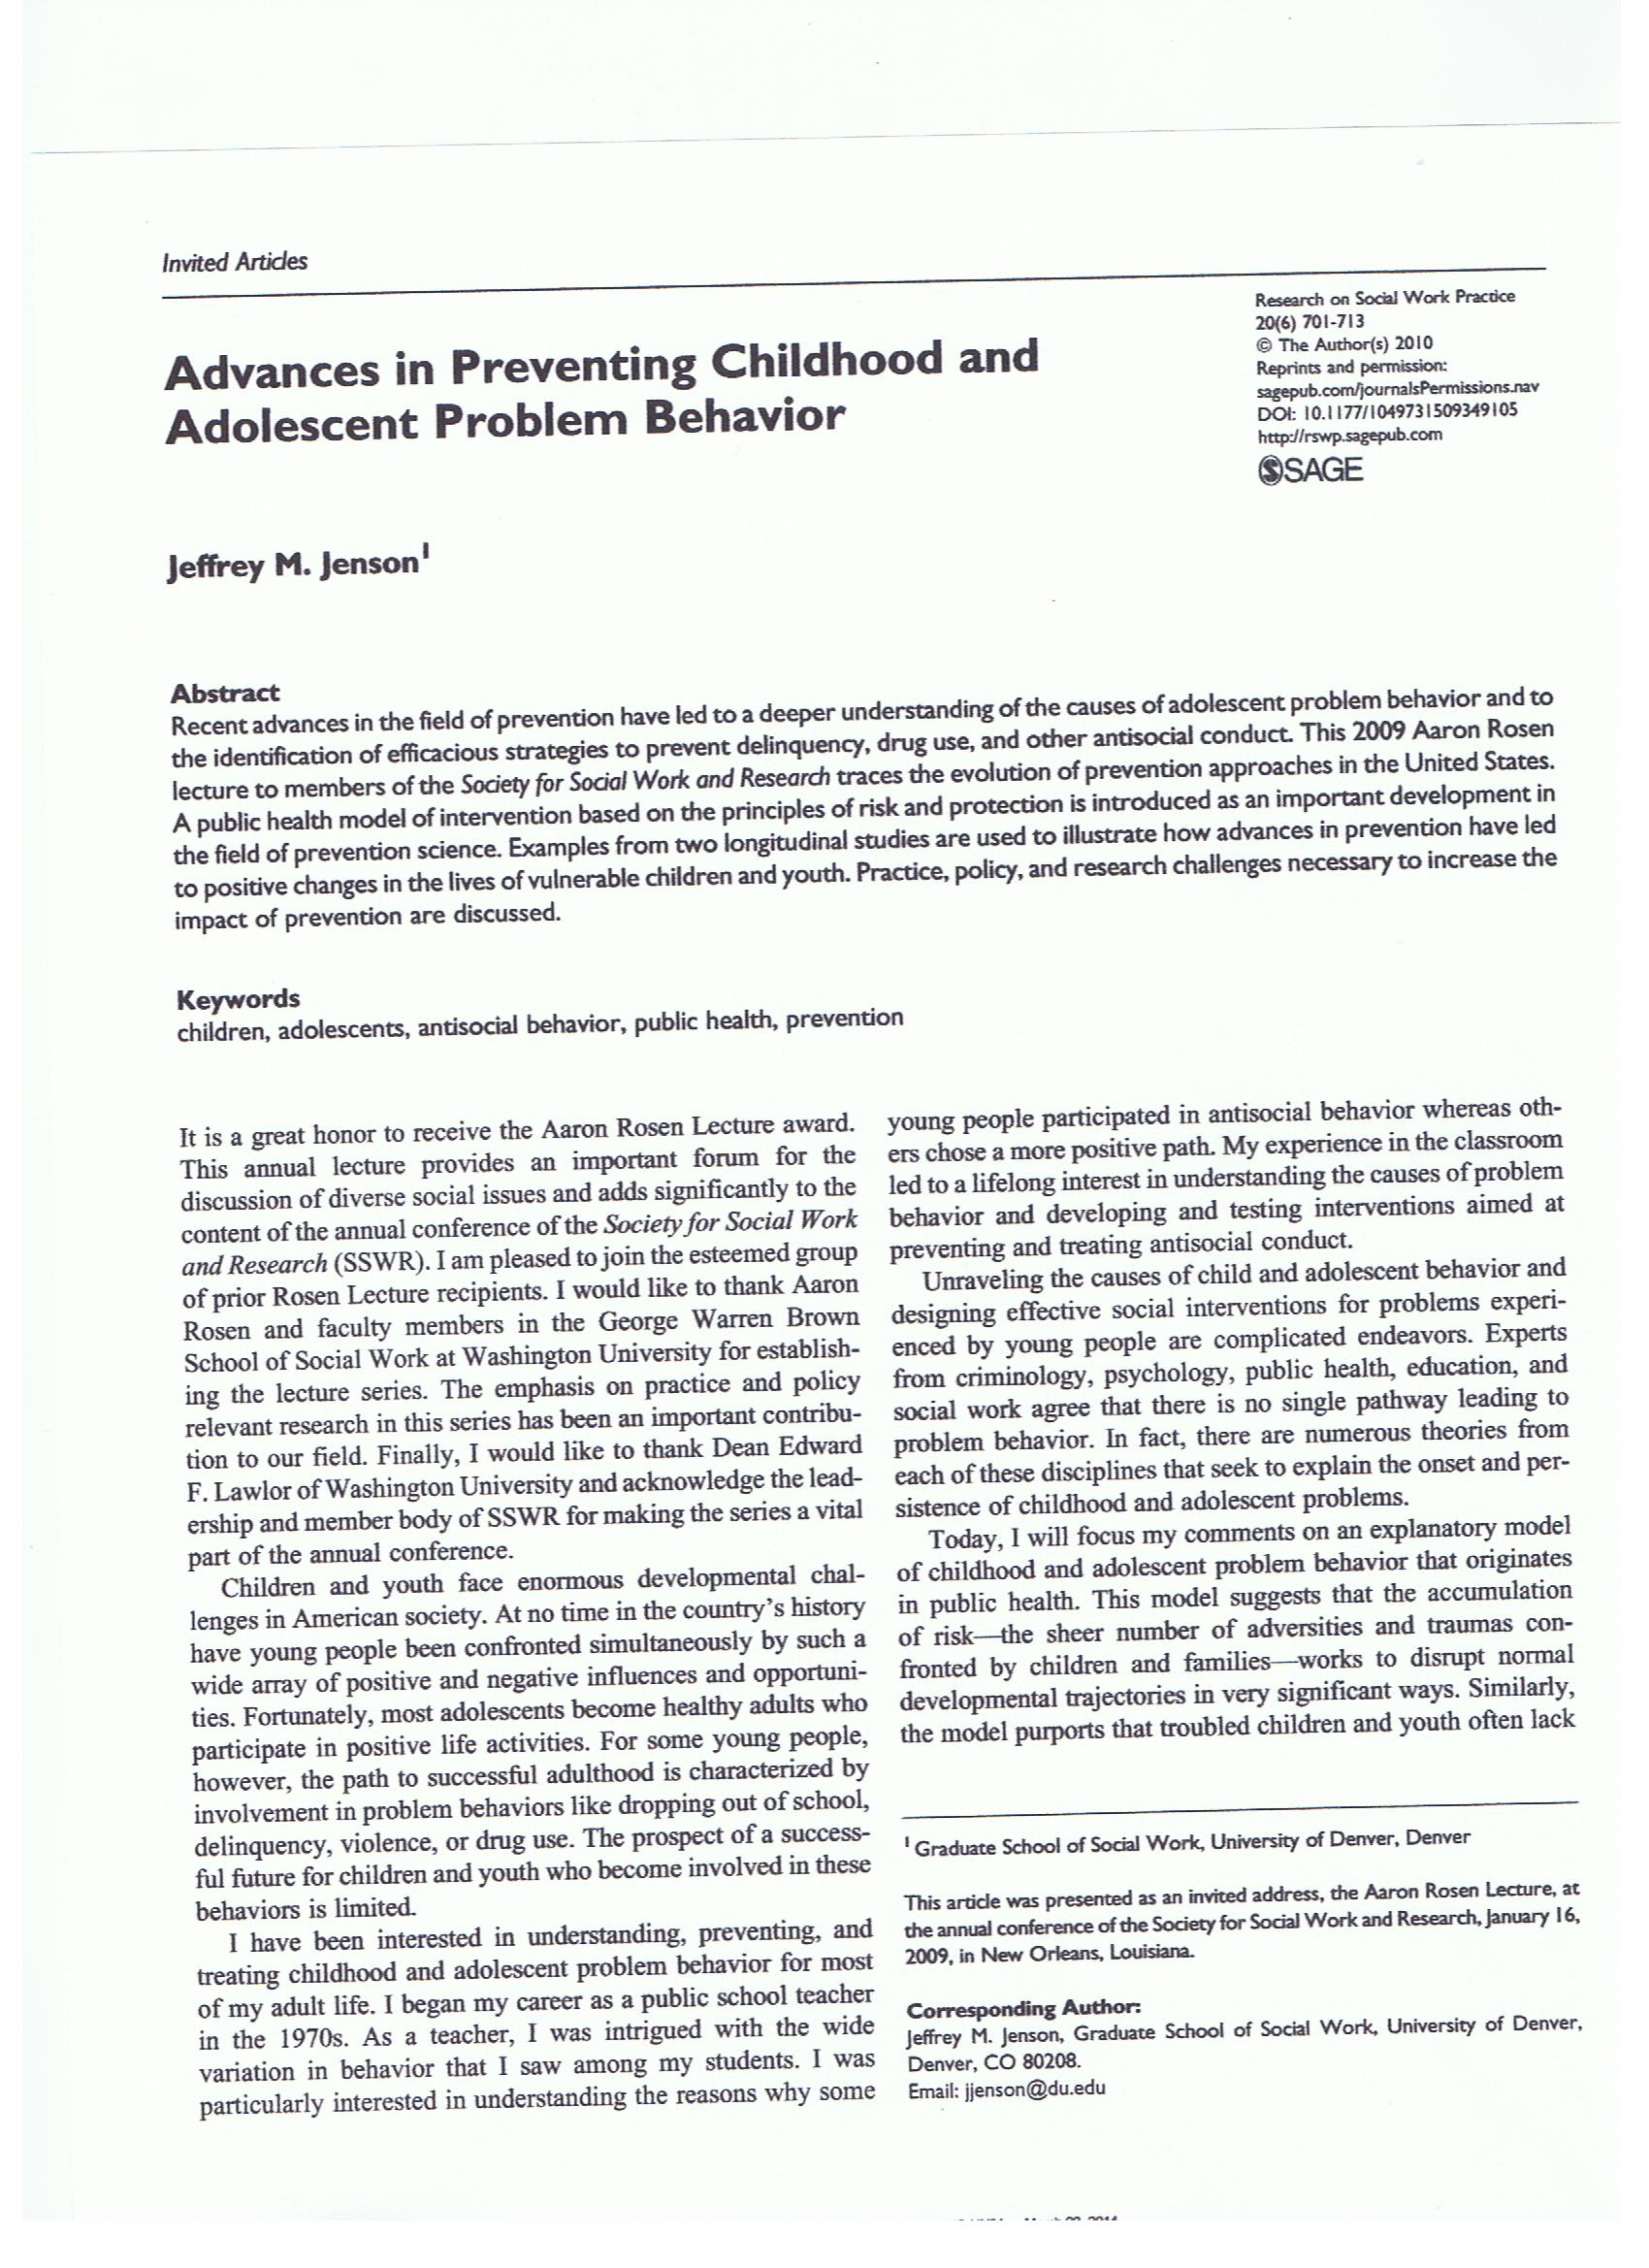 Invited Articles
Research on Social Work Practice
20(6) 701-713
© The Author(s) 2010
Reprints and permission:
sagepub.com/journalsPermissions.nav
DOI: 10.1177/1049731509349105
http://rswp.sagepub.com
SAGE
Advances in Preventing Childhood and
Adolescent Problem Behavior
Jeffrey M. Jenson1
Abstract
Recent advances in the field of prevention have led to a deeper understanding of the causes of adolescent problem behavior and to
the identification of efficacious strategies to prevent delinquency, drug use, and other antisocial conduct. This 2009 Aaron Rosen
lecture to members of the Society for Social Work and Research traces the evolution of prevention approaches in the United States.
A public health model of intervention based on the principles of risk and protection is introduced as an important development in
the field of prevention science. Examples from two longitudinal studies are used to illustrate how advances in prevention have led
to positive changes in the lives of vulnerable children and youth. Practice, policy, and research challenges necessary to increase the
impact of prevention are discussed.
Keywords
children, adolescents, antisocial behavior, public health, prevention
It is a great honor to receive the Aaron Rosen Lecture award.
This annual lecture provides an important forum for the
discussion of diverse social issues and adds significantly to the
content of the annual conference of the Society for Social Work
and Research (SSWR). I am pleased to join the esteemed group
of prior Rosen Lecture recipients. I would like to thank Aaron
Rosen and faculty members in the George Warren Brown
School of Social Work at Washington University for establish-
ing the lecture series. The emphasis on practice and policy
relevant research in this series has been an important contribu-
tion to our field. Finally, I would like to thank Dean Edward
F. Lawlor of Washington University and acknowledge the lead-
ership and member body of SSWR for making the series a vital
part of the annual conference.
Children and youth face enormous developmental chal-
lenges in American society. At no time in the country's history
have young people been confronted simultaneously by such a
wide array of positive and negative influences and opportuni-
ties. Fortunately, most adolescents become healthy adults who
participate in positive life activities. For some young people,
however, the path to successful adulthood is characterized by
involvement in problem behaviors like dropping out of school,
delinquency, violence, or drug use. The prospect of a success-
ful future for children and youth who become involved in these
behaviors is limited.
I have been interested in understanding, preventing, and
treating childhood and adolescent problem behavior for most
of my adult life. I began my career as a public school teacher
in the 1970s. As a teacher, I was intrigued with the wide
variation in behavior that I saw among my students. I was
particularly interested in understanding the reasons why some
young people participated in antisocial behavior whereas oth-
ers chose a more positive path. My experience in the classroom
led to a lifelong interest in understanding the causes of problem
behavior and developing and testing interventions aimed at
preventing and treating antisocial conduct.
Unraveling the causes of child and adolescent behavior and
designing effective social interventions for problems experi-
enced by young people are complicated endeavors. Experts
from criminology, psychology, public health, education, and
social work agree that there is no single pathway leading to
problem behavior. In fact, there are numerous theories from
each of these disciplines that seek to explain the onset and per-
sistence of childhood and adolescent problems.
Today, I will focus my comments on an explanatory model
of childhood and adolescent problem behavior that originates
in public health. This model suggests that the accumulation
of risk—the sheer number of adversities and traumas con-
fronted by children and families—works to disrupt normal
developmental trajectories in very significant ways. Similarly,
the model purports that troubled children and youth often lack
1 Graduate School of Social Work, University of Denver, Denver
This article was presented as an invited address, the Aaron Rosen Lecture, at
the annual conference of the Society for Social Work and Research, January 16,
2009, in New Orleans, Louisiana.
Corresponding Author:
Jeffrey M. Jenson, Graduate School of Social Work, University of Denver,
Denver, CO 80208.
Email: jjenson@du.edu